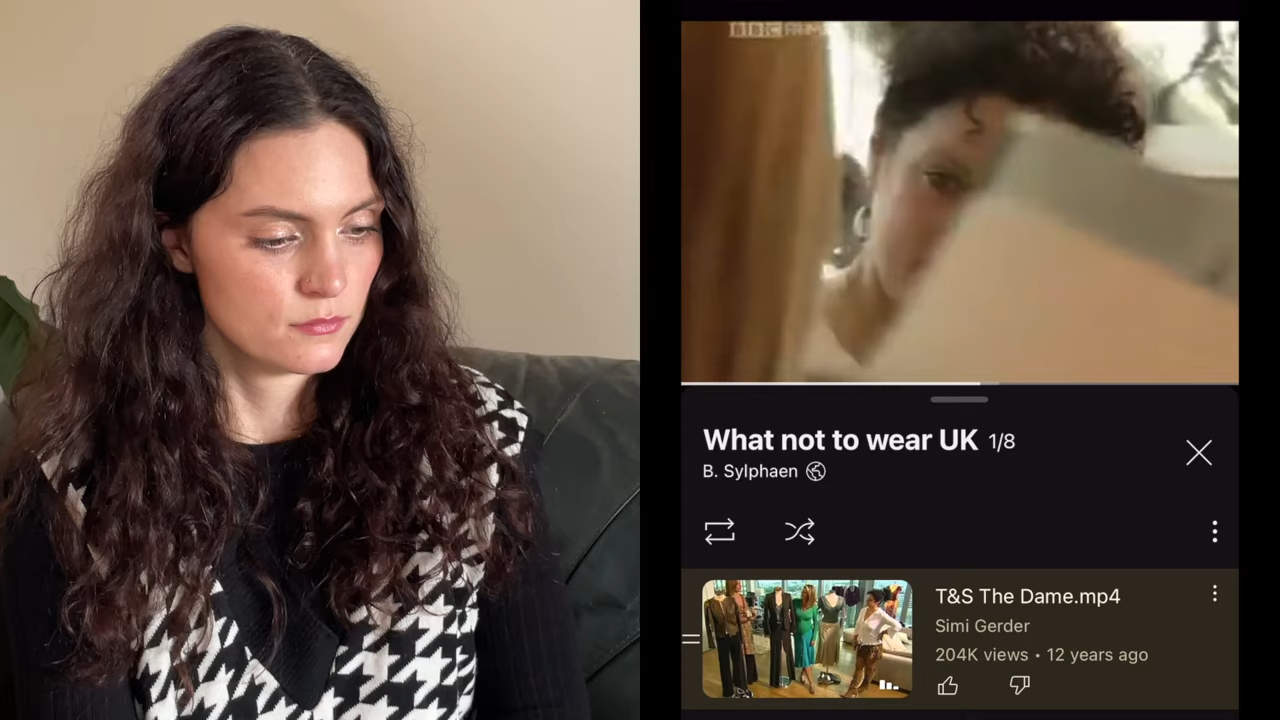 BBC PRIME
What not to wear UK 1/8
B. Sylphaen
T&S The Dame.mp4
Simi Gerder
204K views • 12 years ago